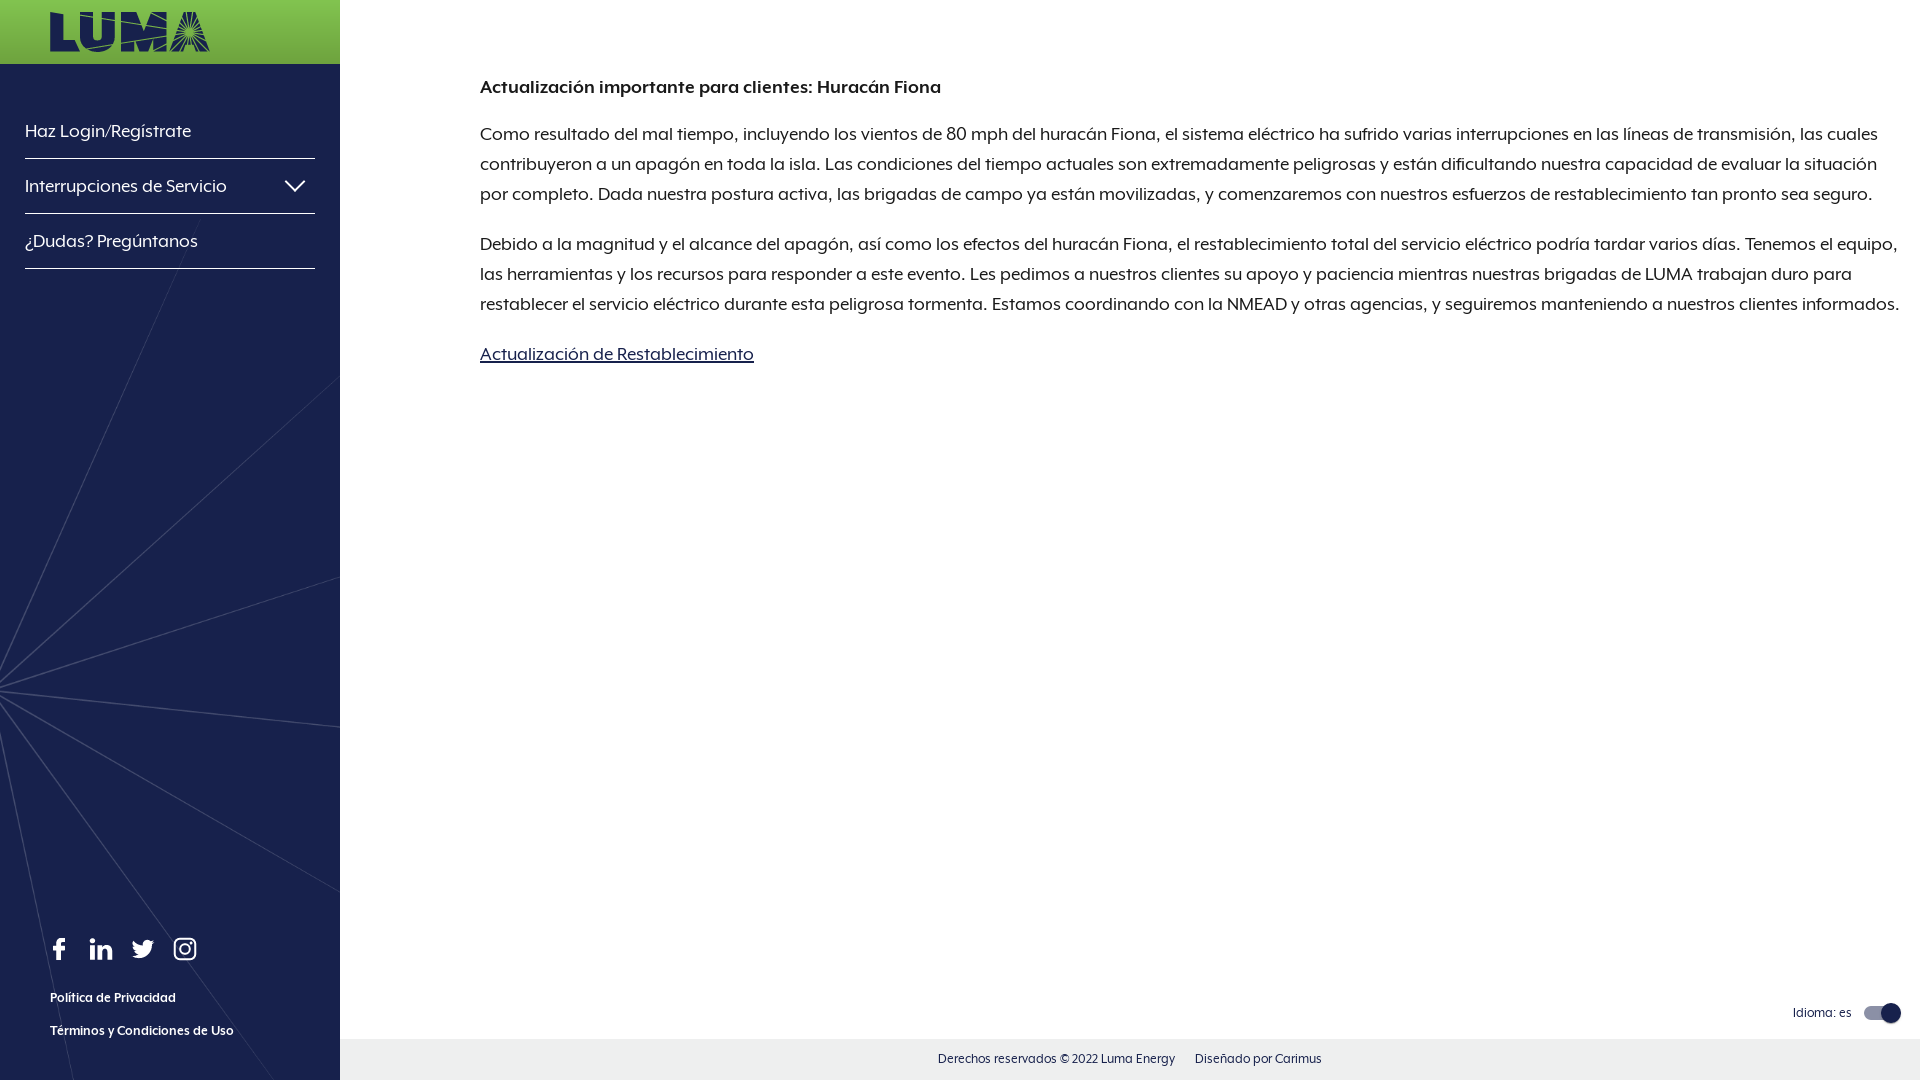 LUMA
Haz Login/Regístrate
Interrupciones de Servicio
¿Dudas? Pregúntanos
Actualización importante para clientes: Huracán Fiona
Como resultado del mal tiempo, incluyendo los vientos de 80 mph del huracán Fiona, el sistema eléctrico ha sufrido varias interrupciones en las líneas de transmisión, las cuales
contribuyeron a un apagón en toda la isla. Las condiciones del tiempo actuales son extremadamente peligrosas y están dificultando nuestra capacidad de evaluar la situación
por completo. Dada nuestra postura activa, las brigadas de campo ya están movilizadas, y comenzaremos con nuestros esfuerzos de restablecimiento tan pronto sea seguro.
Debido a la magnitud y el alcance del apagón, así como los efectos del huracán Fiona, el restablecimiento total del servicio eléctrico podría tardar varios días. Tenemos el equipo,
las herramientas y los recursos para responder a este evento. Les pedimos a nuestros clientes su apoyo y paciencia mientras nuestras brigadas de LUMA trabajan duro para
restablecer el servicio eléctrico durante esta peligrosa tormenta. Estamos coordinando con la NMEAD y otras agencias, y seguiremos manteniendo a nuestros clientes informados.
Actualización de Restablecimiento
Política de Privacidad
Términos y Condiciones de Uso
Idioma: es
Derechos reservados © 2022 Luma Energy Diseñado por Carimus